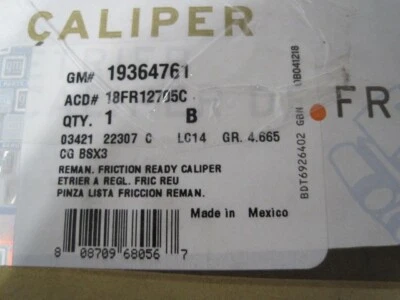 CALIPER
GM# 19364761
ACD# 18FR12705C
QTY. 1 B
03421 22307 C LC14 GR. 4.665
CG BSX3
REMAN. FRICTION READY CALIPER
ETRIER A REGL. FRIC REU
PINZA LISTA FRICCION REMAN.
Made in Mexico
8 08709 68056 7
BDT6926402
FR